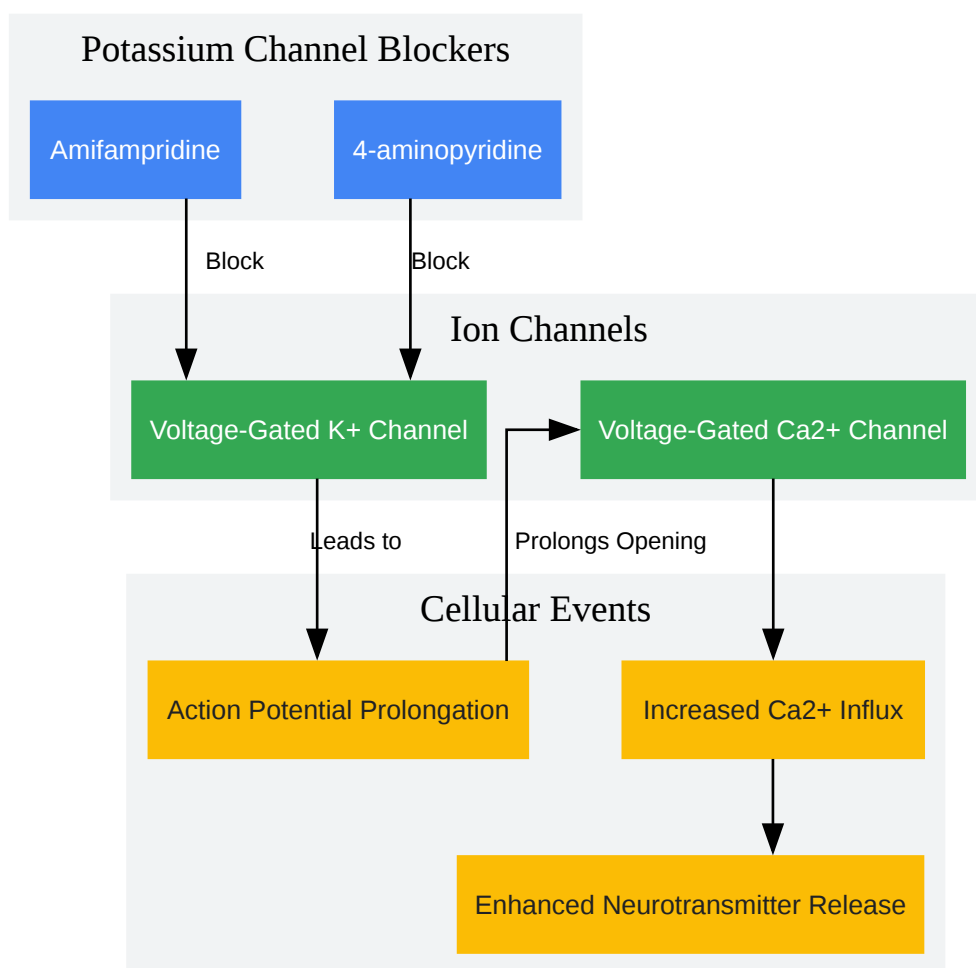 Potassium Channel Blockers
Amifampridine
4-aminopyridine
Block
Block
Ion Channels
Voltage-Gated K+ Channel
Voltage-Gated Ca2+ Channel
Leads to
Prolongs Opening
Cellular Events
Action Potential Prolongation
Increased Ca2+ Influx
Enhanced Neurotransmitter Release